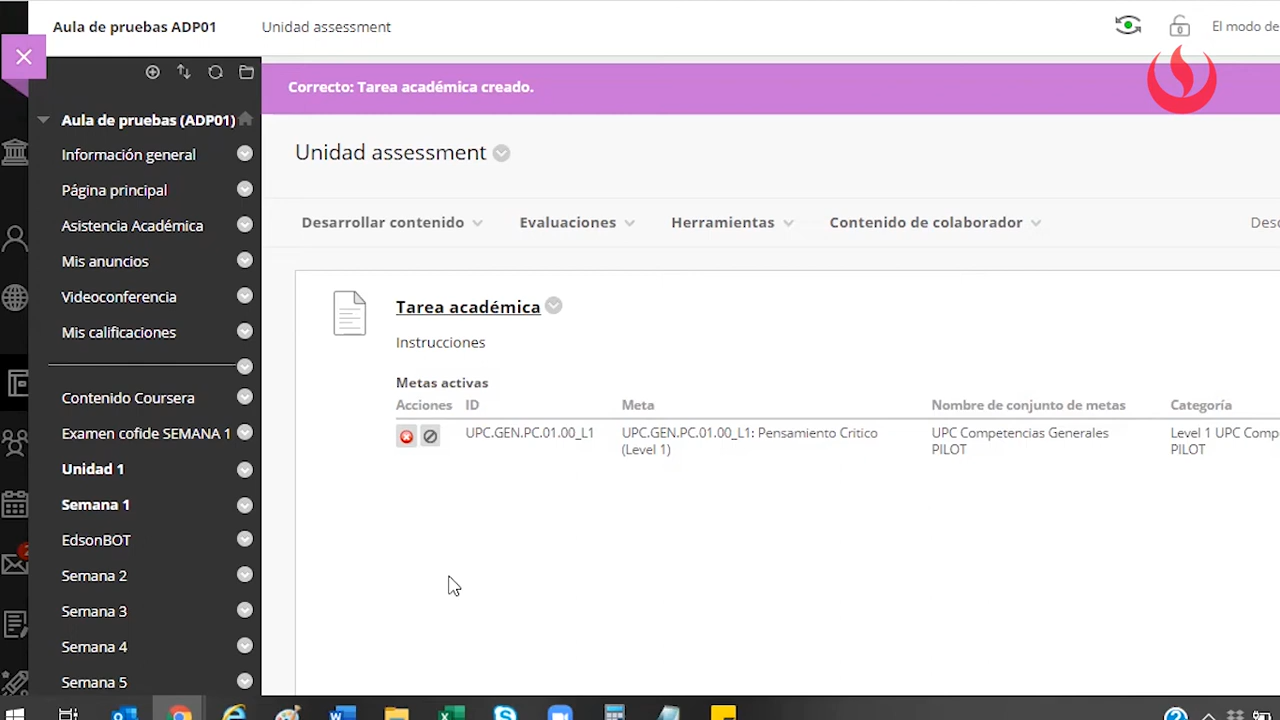 Aula de pruebas ADP01
Unidad assessment
El modo de
Correcto: Tarea académica creado.
Aula de pruebas (ADP01)
Información general
Página principal
Asistencia Académica
Mis anuncios
Videoconferencia
Mis calificaciones
Contenido Coursera
Examen cofide SEMANA 1
Unidad 1
Semana 1
EdsonBOT
Semana 2
Semana 3
Semana 4
Semana 5
Unidad assessment
Desarrollar contenido
Evaluaciones
Herramientas
Contenido de colaborador
Tarea académica
Instrucciones
Metas activas
Acciones ID Meta Nombre de conjunto de metas Categoría
UPC.GEN.PC.01.00_L1 UPC.GEN.PC.01.00_L1: Pensamiento Critico UPC Competencias Generales Level 1 UPC Comp
(Level 1) PILOT PILOT